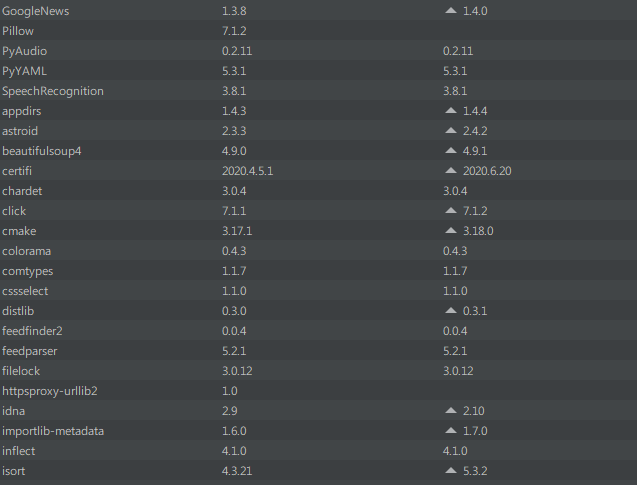 GoogleNews 1.3.8 1.4.0
Pillow 7.1.2
PyAudio 0.2.11 0.2.11
PyYAML 5.3.1 5.3.1
SpeechRecognition 3.8.1 3.8.1
appdirs 1.4.3 1.4.4
astroid 2.3.3 2.4.2
beautifulsoup4 4.9.0 4.9.1
certifi 2020.4.5.1 2020.6.20
chardet 3.0.4 3.0.4
click 7.1.1 7.1.2
cmake 3.17.1 3.18.0
colorama 0.4.3 0.4.3
comtypes 1.1.7 1.1.7
cssselect 1.1.0 1.1.0
distlib 0.3.0 0.3.1
feedfinder2 0.0.4 0.0.4
feedparser 5.2.1 5.2.1
filelock 3.0.12 3.0.12
httpsproxy-urllib2 1.0
idna 2.9 2.10
importlib-metadata 1.6.0 1.7.0
inflect 4.1.0 4.1.0
isort 4.3.21 5.3.2